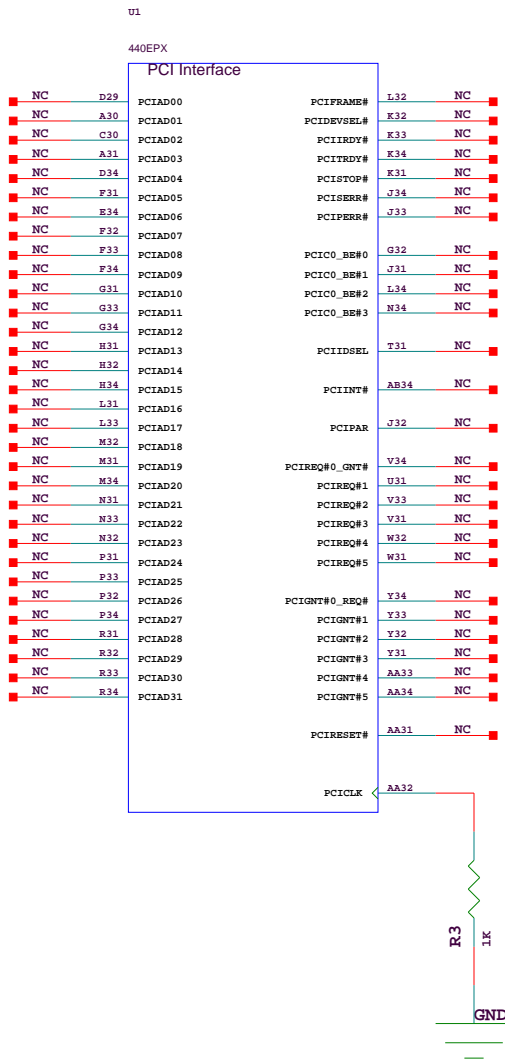 U1
440EPX
PCI Interface
NC D29 PCIAD00 PCIFRAME# L32 NC
NC A30 PCIAD01 PCIDEVSEL# K32 NC
NC C30 PCIAD02 PCIIRDY# K33 NC
NC A31 PCIAD03 PCITRDY# K34 NC
NC D34 PCIAD04 PCISTOP# K31 NC
NC F31 PCIAD05 PCISERR# J34 NC
NC E34 PCIAD06 PCIPERR# J33 NC
NC F32 PCIAD07
NC F33 PCIAD08 PCIC0_BE#0 G32 NC
NC F34 PCIAD09 PCIC0_BE#1 J31 NC
NC G31 PCIAD10 PCIC0_BE#2 L34 NC
NC G33 PCIAD11 PCIC0_BE#3 N34 NC
NC G34 PCIAD12
NC H31 PCIAD13 PCIIDSEL T31 NC
NC H32 PCIAD14
NC H34 PCIAD15 PCIINT# AB34 NC
NC L31 PCIAD16
NC L33 PCIAD17 PCIPAR J32 NC
NC M32 PCIAD18
NC M31 PCIAD19 PCIREQ#0_GNT# V34 NC
NC M34 PCIAD20 PCIREQ#1 U31 NC
NC N31 PCIAD21 PCIREQ#2 V33 NC
NC N33 PCIAD22 PCIREQ#3 V31 NC
NC N32 PCIAD23 PCIREQ#4 W32 NC
NC P31 PCIAD24 PCIREQ#5 W31 NC
NC P33 PCIAD25
NC P32 PCIAD26 PCIGNT#0_REQ# Y34 NC
NC P34 PCIAD27 PCIGNT#1 Y33 NC
NC R31 PCIAD28 PCIGNT#2 Y32 NC
NC R32 PCIAD29 PCIGNT#3 Y31 NC
NC R33 PCIAD30 PCIGNT#4 AA33 NC
NC R34 PCIAD31 PCIGNT#5 AA34 NC
PCIRESET# AA31 NC
PCICLK AA32
R3 1K
GND